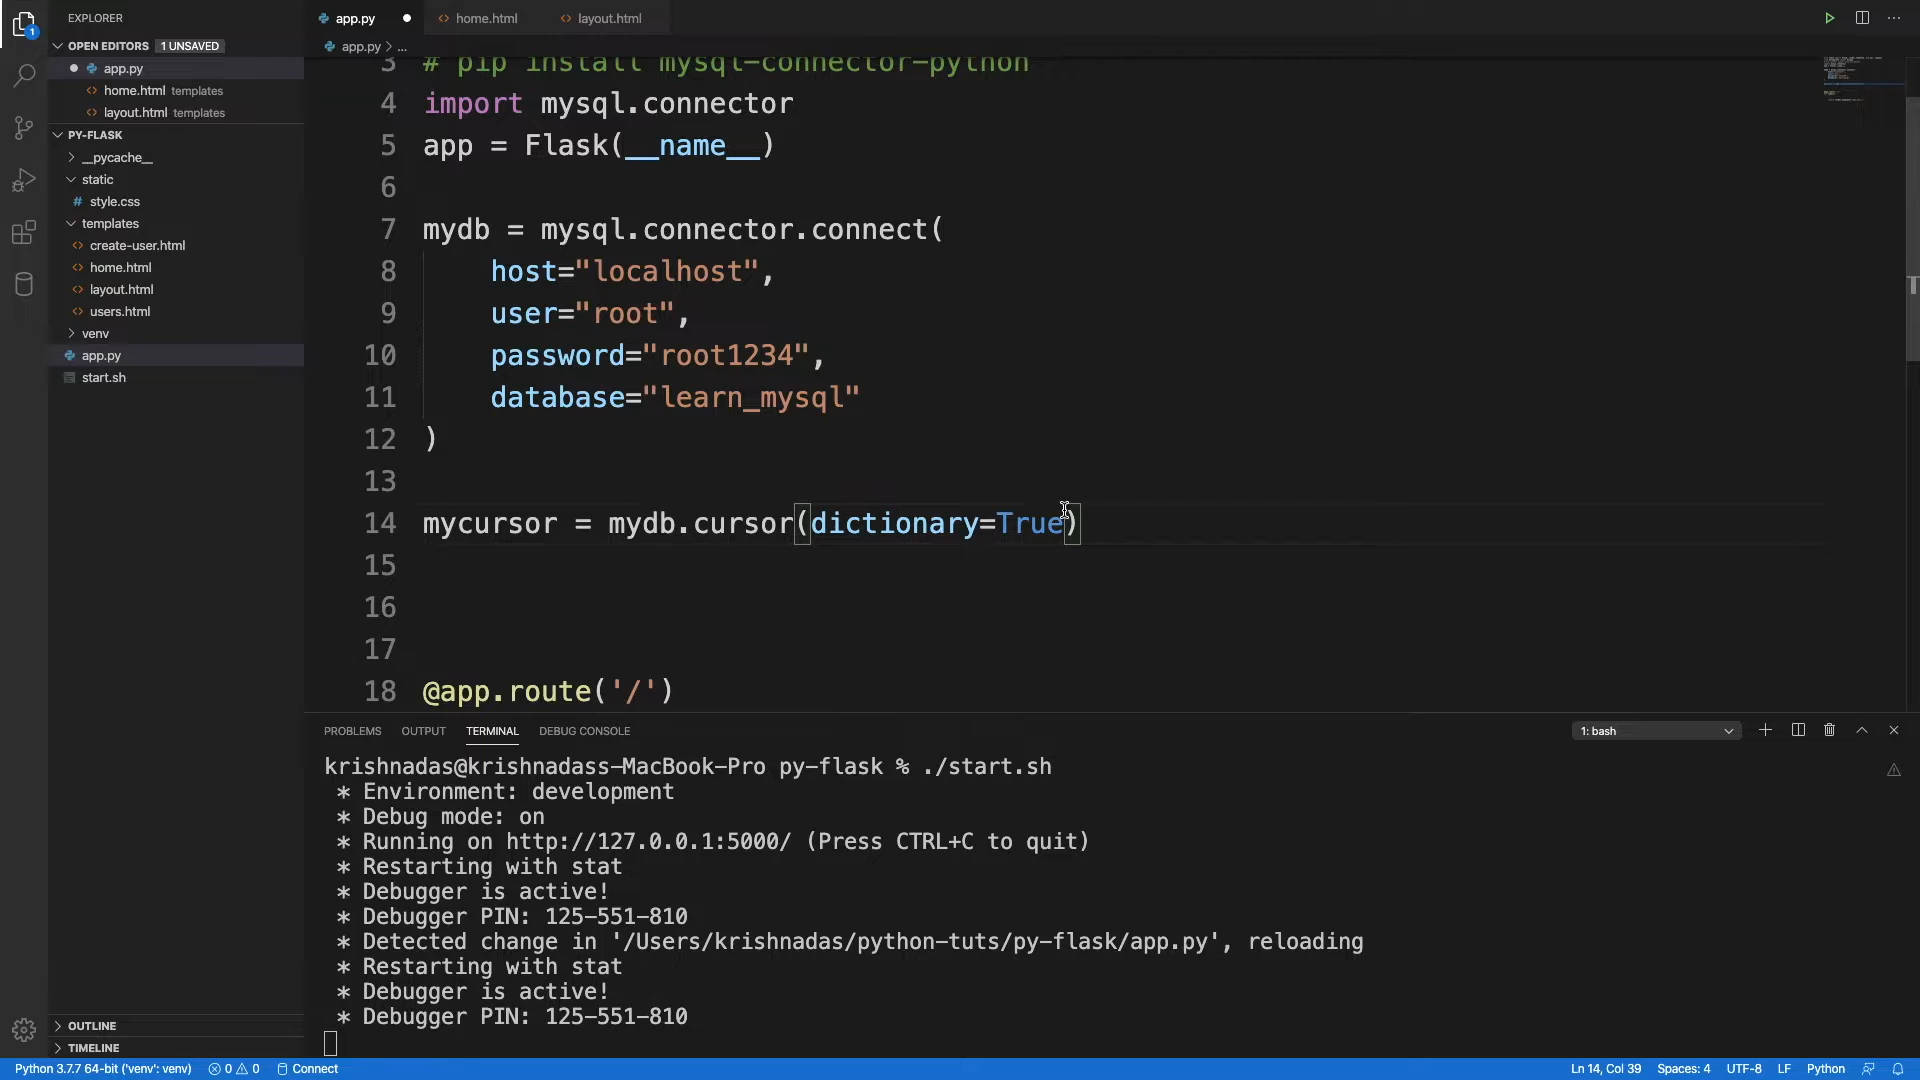 EXPLORER
OPEN EDITORS 1 UNSAVED
app.py
home.html templates
layout.html templates
PY-FLASK
__pycache__
static
# style.css
templates
create-user.html
home.html
layout.html
users.html
venv
app.py
start.sh
OUTLINE
TIMELINE
1
app.py
home.html
layout.html
app.py > ...
3 # pip install mysql-connector-python
4 import mysql.connector
5 app = Flask(__name__)
6
7 mydb = mysql.connector.connect(
8 host="localhost",
9 user="root",
10 password="root1234",
11 database="learn_mysql"
12 )
13
14 mycursor = mydb.cursor(dictionary=True)
15
16
17
18 @app.route('/')
PROBLEMS OUTPUT TERMINAL DEBUG CONSOLE
1: bash
krishnadas@krishnadass-MacBook-Pro py-flask % ./start.sh
* Environment: development
* Debug mode: on
* Running on http://127.0.0.1:5000/ (Press CTRL+C to quit)
* Restarting with stat
* Debugger is active!
* Debugger PIN: 125-551-810
* Detected change in '/Users/krishnadas/python-tuts/py-flask/app.py', reloading
* Restarting with stat
* Debugger is active!
* Debugger PIN: 125-551-810
Python 3.7.7 64-bit ('venv': venv) 0 0 Connect
Ln 14, Col 39 Spaces: 4 UTF-8 LF Python